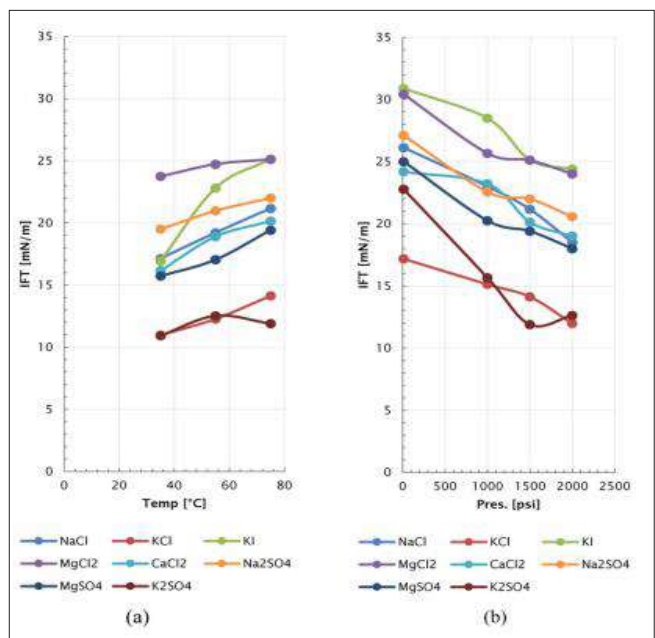 35
30
25
20
15
10
5
0
IFT [mN/m]
0 20 40 60 80
Temp [°C]
NaCl KCl KI
MgCl2 CaCl2 Na2SO4
MgSO4 K2SO4
(a)
35
30
25
20
15
10
5
0
IFT [mN/m]
0 500 1000 1500 2000 2500
Pres. [psi]
NaCl KCl KI
MgCl2 CaCl2 Na2SO4
MgSO4 K2SO4
(b)